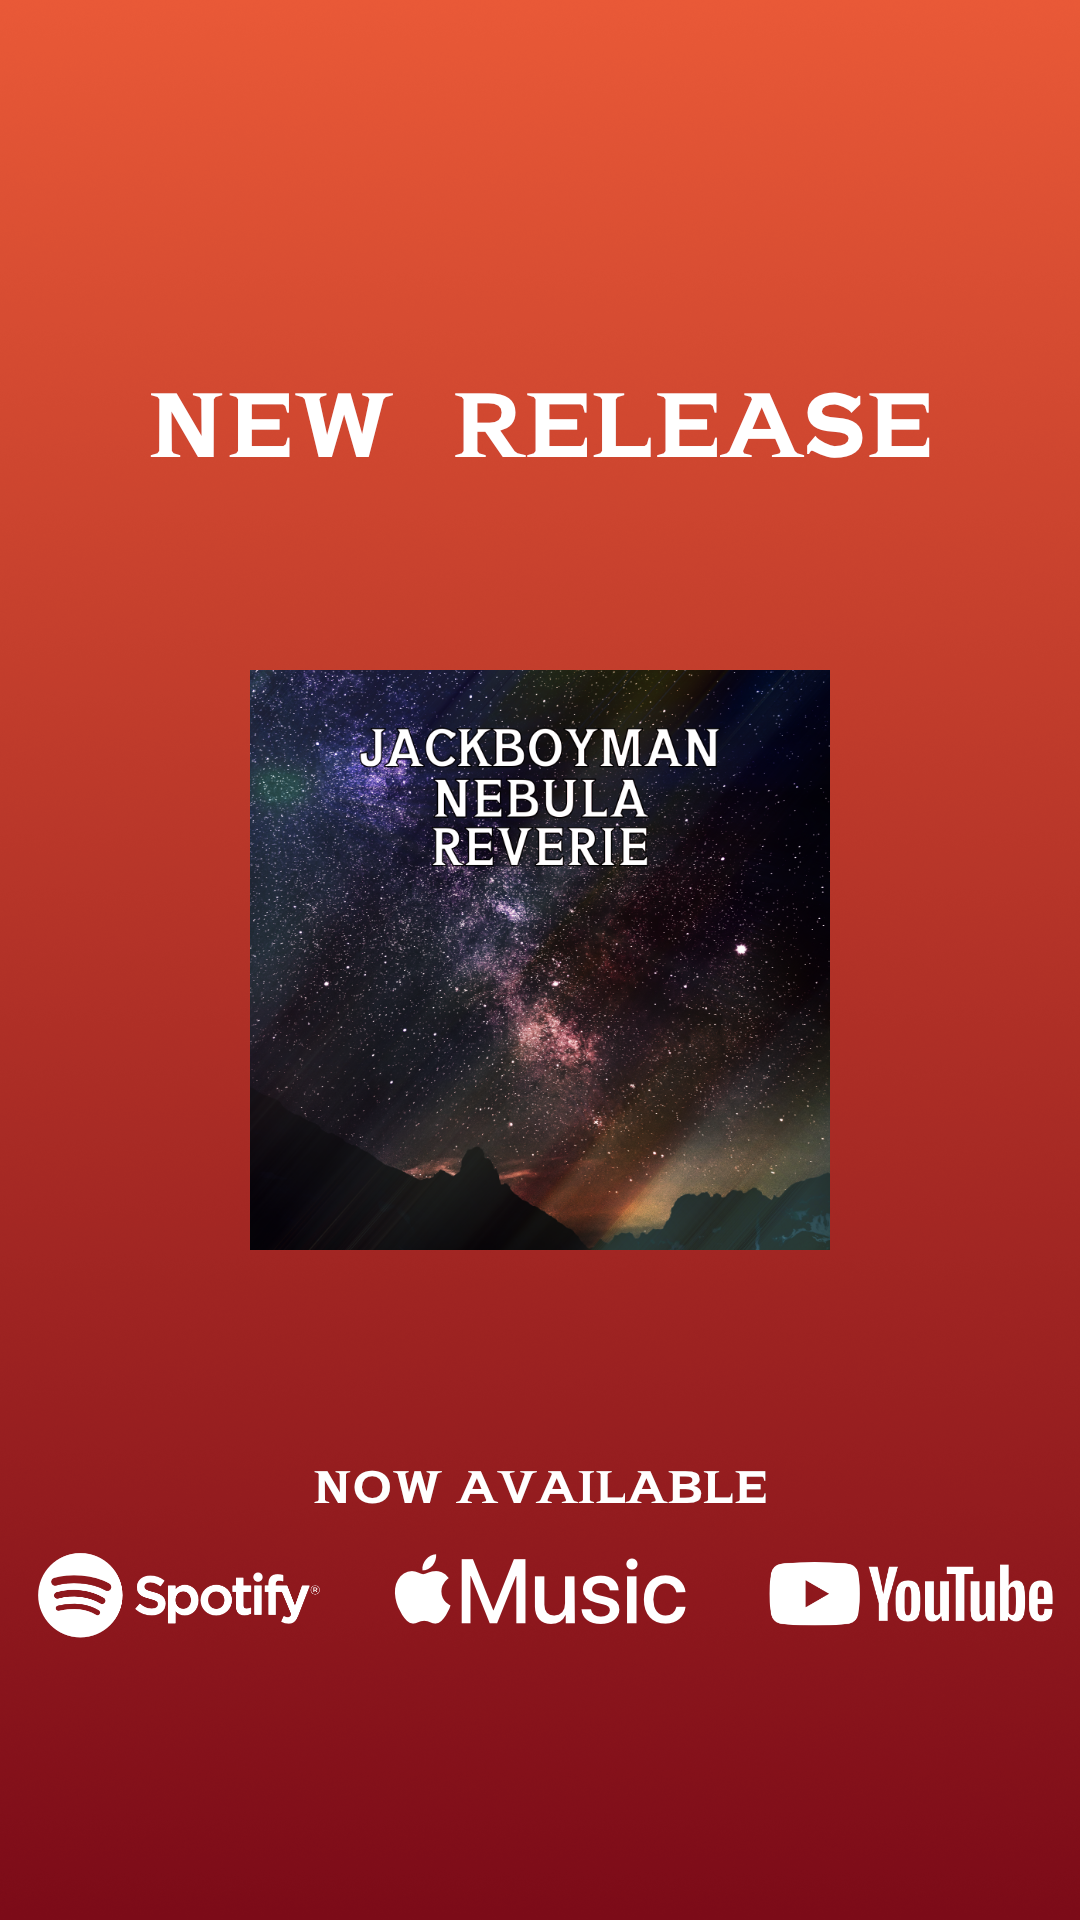 NEW RELEASE
JACKBOYMAN
NEBULA
REVERIE
NOW AVAILABLE
Spotify®
Music
YouTube